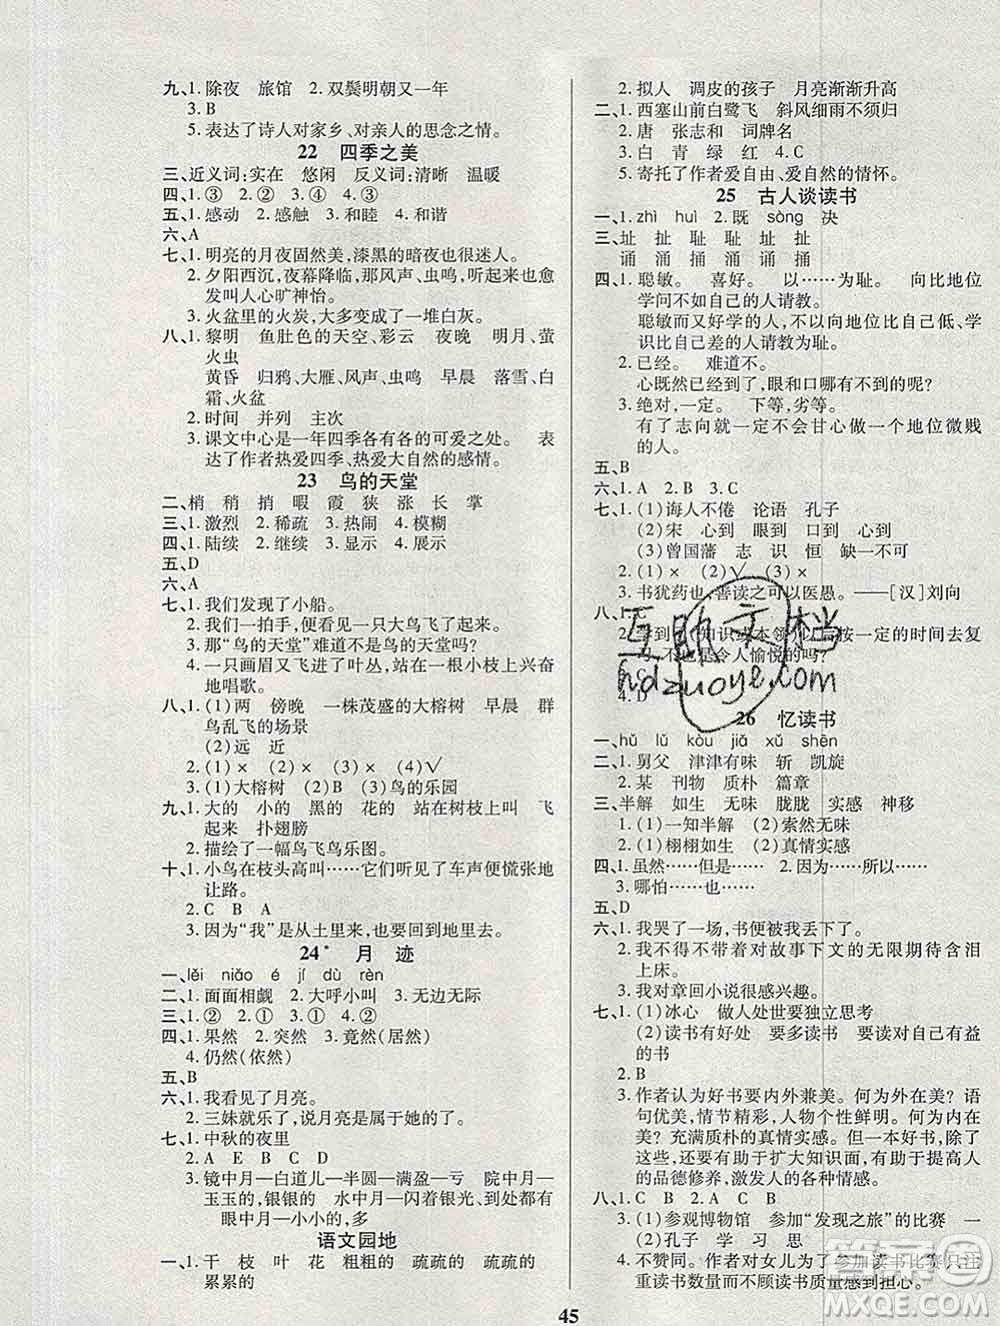 九、1. 除夜 旅馆 2. 双鬓明朝又一年
3. B
5. 表达了诗人对家乡、对亲人的思念之情。
22 四季之美
三、近义词:实在 悠闲 反义词:清晰 温暖
四、1. ③ 2. ② 3. ④ 4. ①
五、1. 感动 2. 感触 3. 和睦 4. 和谐
六、A
七、1. 明亮的月夜固然美,漆黑的暗夜也很迷人。
2. 夕阳西沉,夜幕降临,那风声、虫鸣,听起来愈发叫人心旷神怡。
3. 火盆里的火炭,大多变成了一堆白灰。
八、1. 黎明 鱼肚色的天空、彩云 夜晚 明月、萤
火虫
黄昏 归鸦、大雁、风声、虫鸣 早晨 落雪、白
霜、火盆
2. 时间 并列 主次
3. 课文中心是一年四季各有各的可爱之处。 表
达了作者热爱四季、热爱大自然的感情。
23 鸟的天堂
二、梢 稍 捎 暇 霞 狭 涨 长 掌
三、1. 激烈 2. 稀疏 3. 热闹 4. 模糊
四、1. 陆续 2. 继续 3. 显示 4. 展示
五、D
六、A
七、1. 我们发现了小船。
2. 我们一拍手,便看见一只大鸟飞了起来。
3. 那“鸟的天堂”难道不是鸟的天堂吗?
4. 一只画眉又飞进了叶丛,站在一根小枝上兴奋
地唱歌。
八、1. (1)两 傍晚 一株茂盛的大榕树 早晨 群
鸟乱飞的场景
(2)远 近
2. (1)× (2)× (3)× (4)√
3. (1)大榕树 (3)鸟的乐园
九、1. 大的 小的 黑的 花的 站在树枝上叫 飞
起来 扑翅膀
2. 描绘了一幅鸟飞鸟乐图。
十、1. 小鸟在枝头高叫……它们听见了车声便慌张地
让路。
2. C B A
3. 因为“我”是从土里来的,也要回到地里去。
24* 月 迹
一、lěi niǎo é jí dù rèn
二、1. 面面相觑 2. 大呼小叫 3. 无边无际
三、1. ② 2. ① 3. ① 4. ②
四、1. 果然 2. 突然 3. 竟然(居然)
4. 仍然(依然)
五、B
六、1. 我看见了月亮。
2. 三妹就乐了,说月亮是属于她的。
七、1. 中秋的夜里
2. A E B D C
3. 镜中月—白道儿—半圆—满盈—亏 院中月—
玉玉的,银银的 水中月—闪着银光、到处都有
眼中月—小小的,多
语文园地
一、1. 干 枝 叶 花 粗粗的 疏疏的 疏疏的
累累的
2. 拟人 调皮的孩子 月亮渐渐升高
二、1. 西塞山前白鹭飞 斜风细雨不须归
2. 唐 张志和 词牌名
3. 白 青 绿 红 4. C
5. 寄托了作者爱自由、爱自然的情怀。
25 古人谈读书
一、1. zhì huì 2. 既 sòng 决
三、耻 扯 耻 址 扯 址
诵 涌 捅 诵 涌 捅
四、1. 聪敏。 喜好。 以……为耻。 向比地位
学问不如自己的人请教。
聪敏而又好学的人,不以向地位比自己低、学
识比自己差的人请教为耻。
2. 已经。 难道不。
心既然已经到了,眼和口哪有不到的呢?
3. 绝对,一定。 下等,劣等。
有了志向就一定不会甘心做一个地位微贱
的人。
五、B
六、1. A 2. B 3. C
七、1. (1)诲人不倦 论语 孔子
(2)宋 心到 眼到 口到 心到
(3)曾国藩 志 识 恒 缺一不可
2. (1)× (2)√ (3)× (4)×
3. 书犹药也,善读之可以医愚。——[汉]刘向
八、1. C
4. D
26 忆读书
一、hǔ lǔ kòu jiǎ xǔ shēn
二、1. 舅父 津津有味 斩 凯旋
2. 某 刊物 质朴 篇章
三、半解 如生 无味 朦胧 实感 神移
1. (1)一知半解 (2)索然无味
2. (1)栩栩如生 (2)真情实感
四、1. 虽然……但是…… 2. 因为……所以……
3. 哪怕……也……
五、D
六、1. 我哭了一场,书被我丢下了。
2. 我不得不带着对故事下文的无限期待含泪
上床。
3. 我对章回小说很感兴趣。
七、1. (1)冰心 做人处世要独立思考
(2)读书有好处 要多读书 要读对自己有益
的书
2. B
3. 作者认为好书要内外兼美。何为外在美?语
句优美,情节精彩,人物个性鲜明。何为内在
美?充满质朴的真情实感。但一本好书,除了
这些,还要有助于扩大知识面,有助于提高人
的品德修养,激发人的各种情感。
八、1. C B 2. A C B
3. (1)参观博物馆 参加“发现之旅”的比赛 一
(2)孔子 学 习 思
4. 不赞同。作者对女儿为了参加读书比赛只注
重读书数量而不顾读书质量感到担心。
45
互助文档
hdzuoye.com
答案圈
MXQE.COM